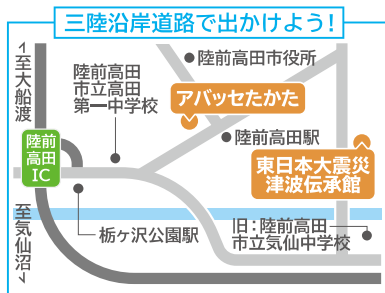 三陸沿岸道路で出かけよう！
↑至大船渡
陸前高田市役所
陸前高田
市立高田
第一中学校
アバッセたかた
陸前高田駅
陸前
高田
IC
東日本大震災
津波伝承館
至気仙沼↓
栃ヶ沢公園駅
旧：陸前高田
市立気仙中学校